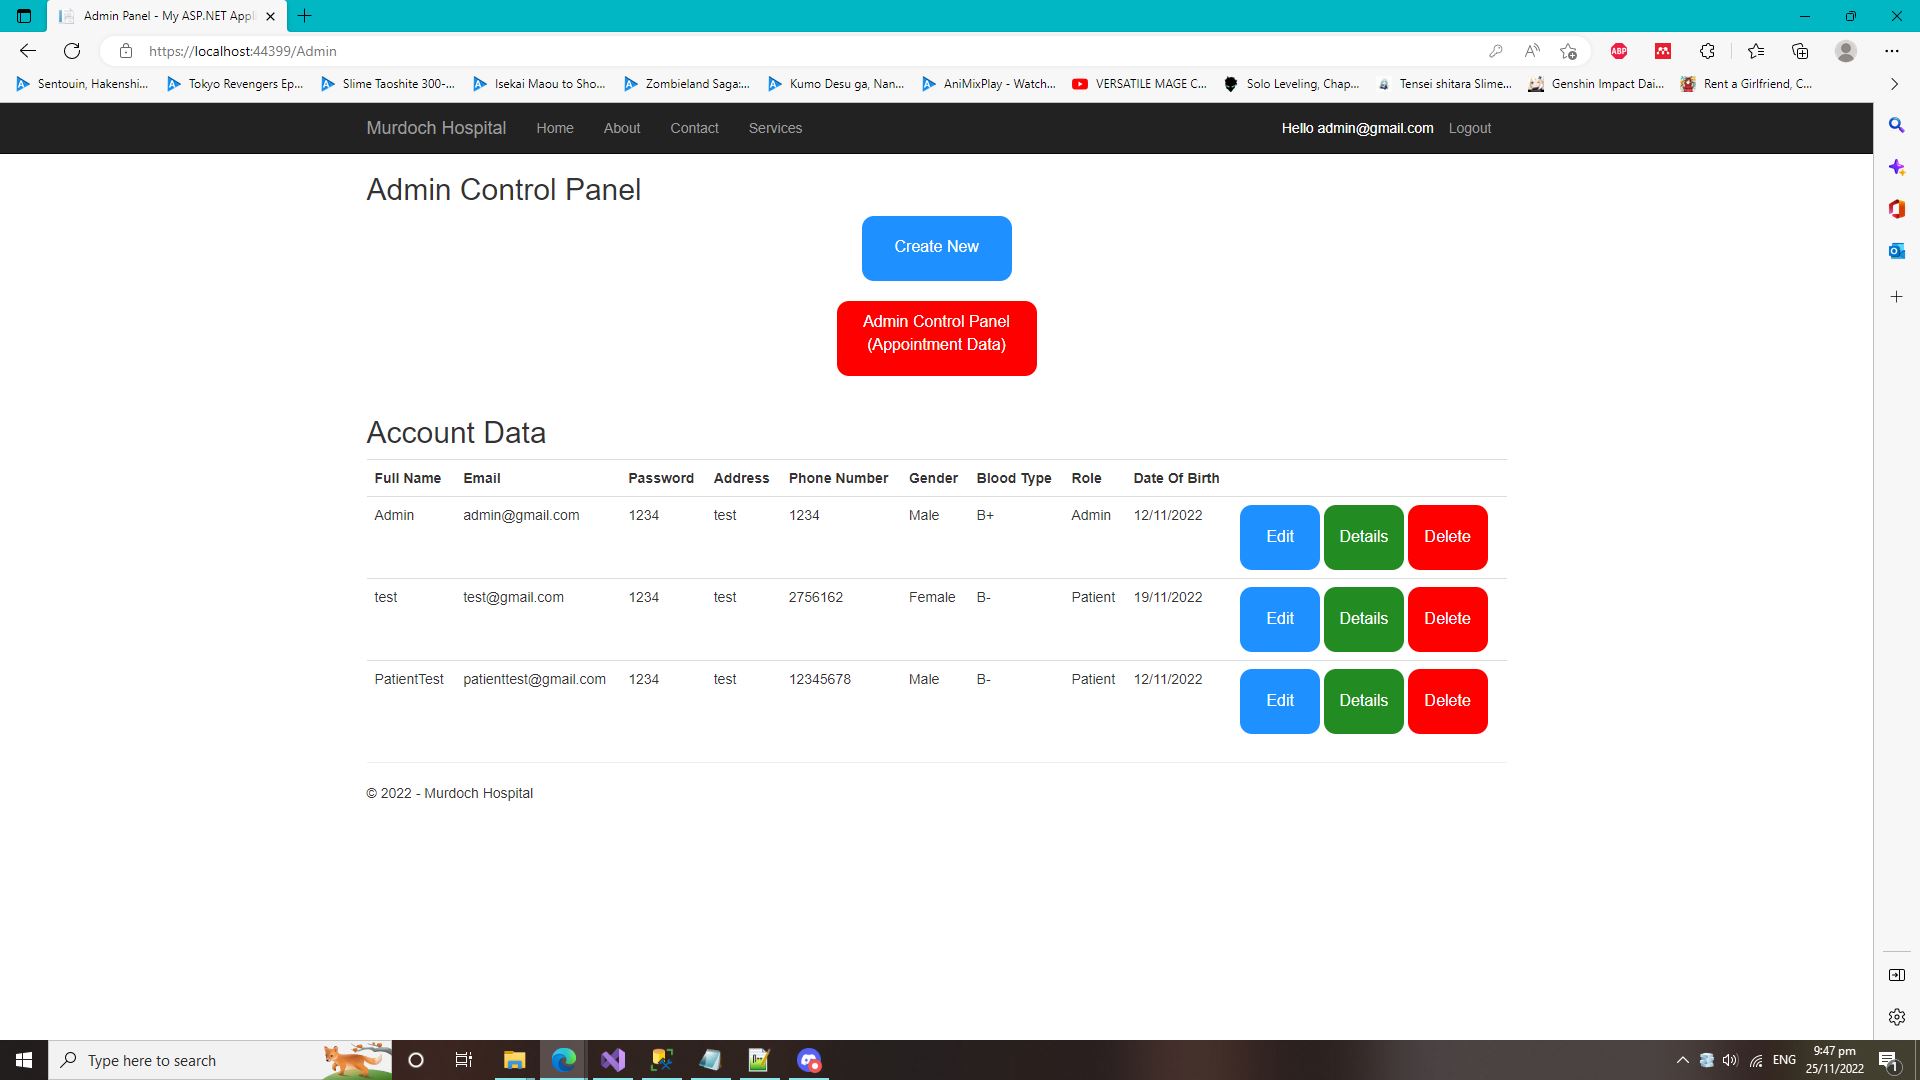 Admin Panel - My ASP.NET Appli
https://localhost:44399/Admin
ABP
Sentouin, Hakenshi... Tokyo Revengers Ep... Slime Taoshite 300-... Isekai Maou to Sho... Zombieland Saga:... Kumo Desu ga, Nan... AniMixPlay - Watch... VERSATILE MAGE C... Solo Leveling, Chap... Tensei shitara Slime... Genshin Impact Dai... Rent a Girlfriend, C...
Murdoch Hospital Home About Contact Services Hello admin@gmail.com Logout
Admin Control Panel
Create New
Admin Control Panel
(Appointment Data)
Account Data
Full Name Email Password Address Phone Number Gender Blood Type Role Date Of Birth
Admin admin@gmail.com 1234 test 1234 Male B+ Admin 12/11/2022 Edit Details Delete
test test@gmail.com 1234 test 2756162 Female B- Patient 19/11/2022 Edit Details Delete
PatientTest patienttest@gmail.com 1234 test 12345678 Male B- Patient 12/11/2022 Edit Details Delete
© 2022 - Murdoch Hospital
Type here to search
ENG
9:47 pm
25/11/2022
1